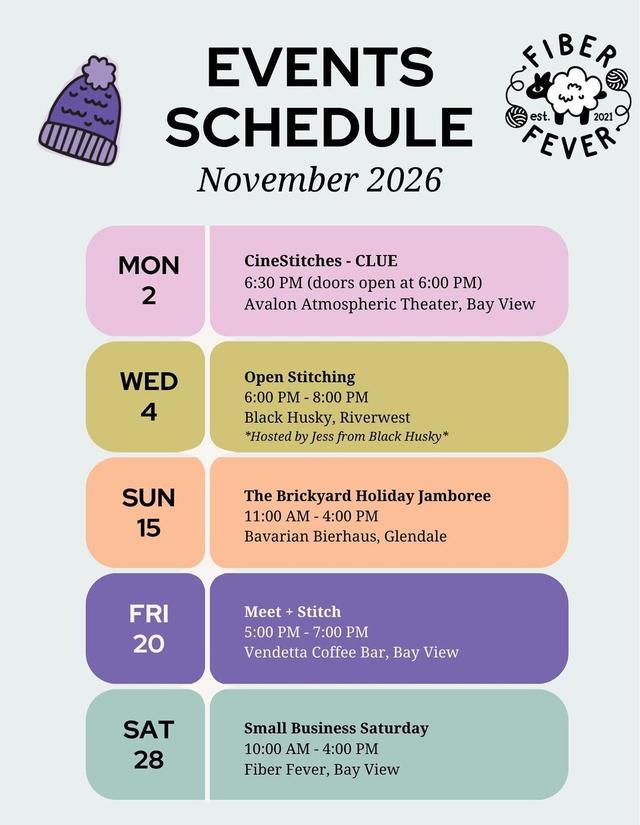 EVENTS
SCHEDULE
November 2026
FIBER
est. 2021
FEVER
MON
2
CineStitches - CLUE
6:30 PM (doors open at 6:00 PM)
Avalon Atmospheric Theater, Bay View
WED
4
Open Stitching
6:00 PM - 8:00 PM
Black Husky, Riverwest
*Hosted by Jess from Black Husky*
SUN
15
The Brickyard Holiday Jamboree
11:00 AM - 4:00 PM
Bavarian Bierhaus, Glendale
FRI
20
Meet + Stitch
5:00 PM - 7:00 PM
Vendetta Coffee Bar, Bay View
SAT
28
Small Business Saturday
10:00 AM - 4:00 PM
Fiber Fever, Bay View